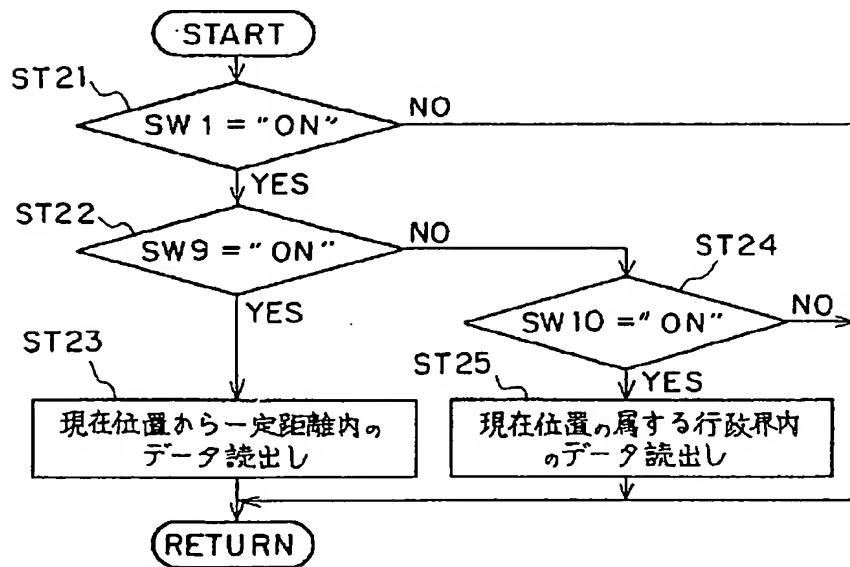 START
ST21
SW1="ON"
NO
YES
ST22
SW9="ON"
NO
YES
ST24
SW10="ON"
NO
YES
ST23
現在位置から一定距離内の
データ読出し
ST25
現在位置の属する行政界内
のデータ読出し
RETURN